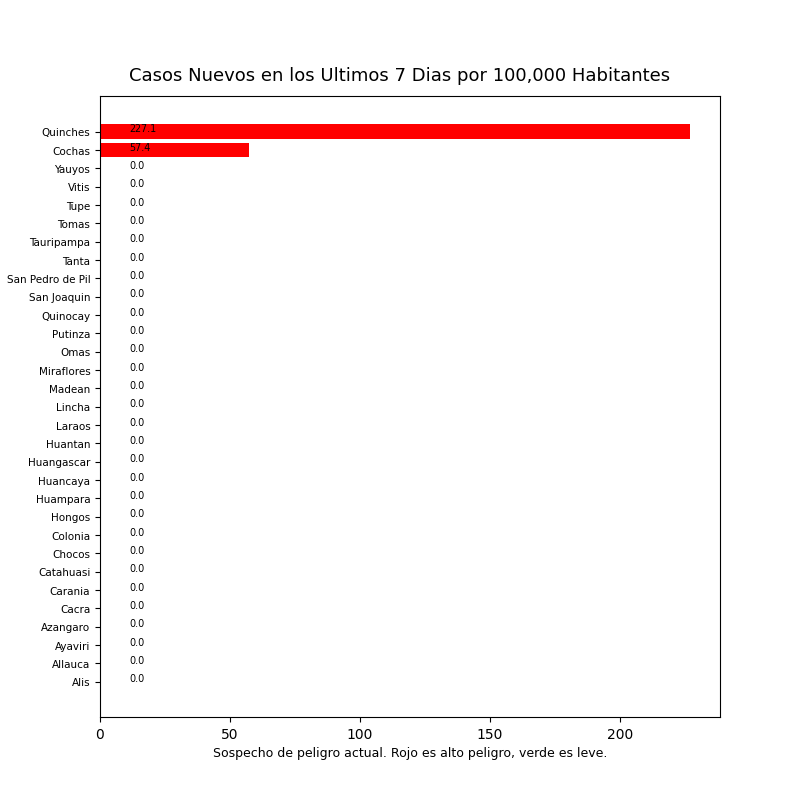 Casos Nuevos en los Ultimos 7 Dias por 100,000 Habitantes
Quinches 227.1
Cochas 57.4
Yauyos 0.0
Vitis 0.0
Tupe 0.0
Tomas 0.0
Tauripampa 0.0
Tanta 0.0
San Pedro de Pil 0.0
San Joaquin 0.0
Quinocay 0.0
Putinza 0.0
Omas 0.0
Miraflores 0.0
Madean 0.0
Lincha 0.0
Laraos 0.0
Huantan 0.0
Huangascar 0.0
Huancaya 0.0
Huampara 0.0
Hongos 0.0
Colonia 0.0
Chocos 0.0
Catahuasi 0.0
Carania 0.0
Cacra 0.0
Azangaro 0.0
Ayaviri 0.0
Allauca 0.0
Alis 0.0
0 50 100 150 200
Sospecho de peligro actual. Rojo es alto peligro, verde es leve.